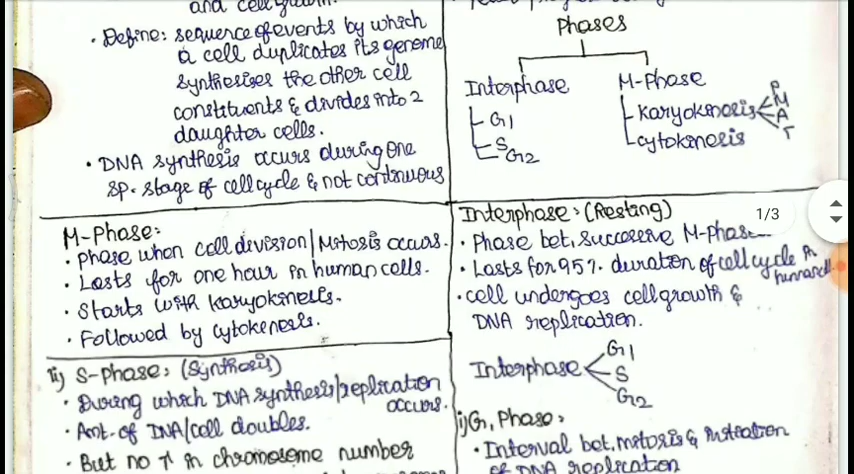 and cell growth.
• Define: sequence of events by which
a cell duplicates its genome
synthesises the other cell
constituents & divides into 2
daughter cells.
• DNA synthesis occurs during one
sp. stage of cell cycle & not continuous
Phases
Interphase
G1
S
G2
M-Phase
Karyokinesis
P
M
A
T
cytokinesis
M-Phase:
• Phase when cell division/Mitosis occurs.
• Lasts for one hour in human cells.
• Starts with karyokinesis.
• Followed by cytokenesis.
Interphase: (Resting)
1/3
• Phase bet. successive M-phase
• Lasts for 95% duration of cell cycle in
human cell.
• cell undergoes cell growth &
DNA replication.
Interphase
G1
S
G2
ii) S-Phase: (Synthesis)
• During which DNA synthesis/replication
occurs.
• Amt. of DNA/cell doubles.
• But no ↑ in chromosome number
i) G1 Phase:
• Interval bet. mitosis & initiation
of DNA replication